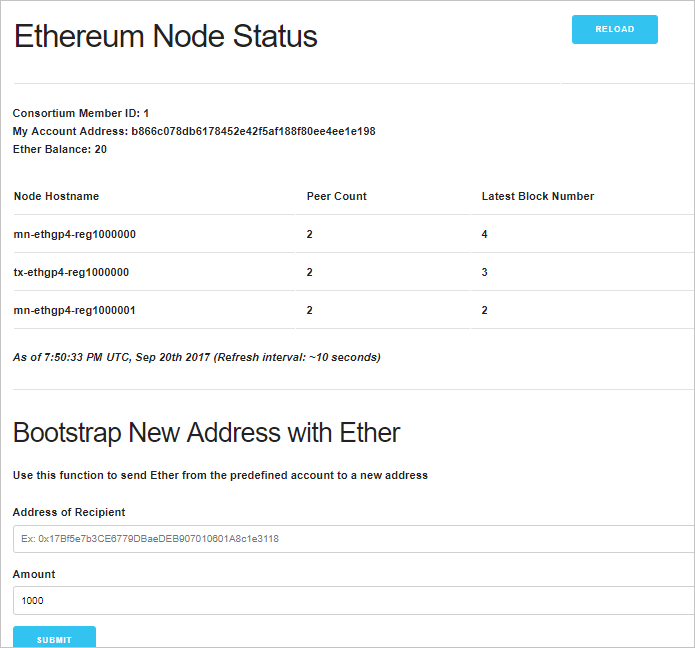 Ethereum Node Status
RELOAD
Consortium Member ID: 1
My Account Address: b866c078db6178452e42f5af188f80ee4ee1e198
Ether Balance: 20
Node Hostname Peer Count Latest Block Number
mn-ethgp4-reg1000000 2 4
tx-ethgp4-reg1000000 2 3
mn-ethgp4-reg1000001 2 2
As of 7:50:33 PM UTC, Sep 20th 2017 (Refresh interval: ~10 seconds)
Bootstrap New Address with Ether
Use this function to send Ether from the predefined account to a new address
Address of Recipient
Ex: 0x17Bf5e7b3CE6779DBaeDEB907010601A8c1e3118
Amount
1000
SUBMIT